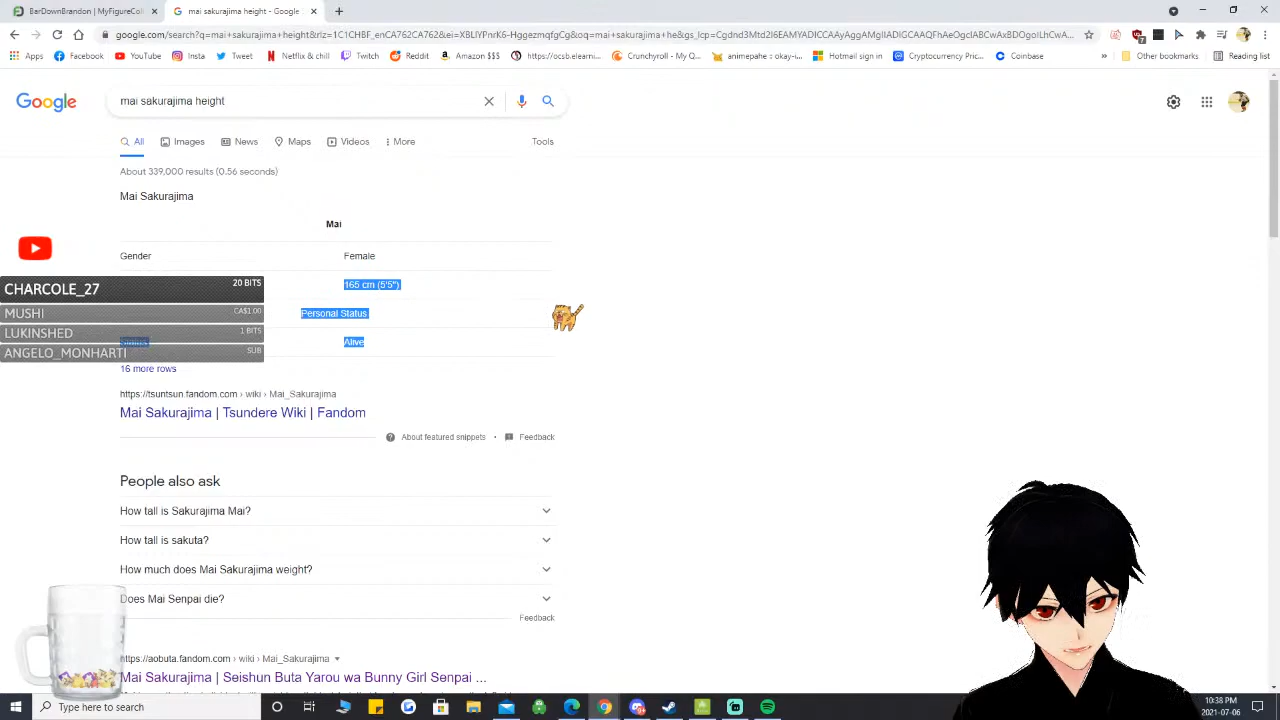 BarDownBrandon | MyFigureColl
mai sakurajima height - Google S
google.com/search?q=mai+sakurajima+height&rlz=1C1CHBF_enCA762CA762&ei=
Apps
Facebook
YouTube
Insta
Tweet
Netflix & chill
Twitch
Reddit
Amazon $$$
https://ocsb.elearni...
Crunchyroll - My Q...
animepahe :: okay-i...
Hotmail sign in
Cryptocurrency Pric...
Coinbase
»
Other bookmarks
Reading list
Google
mai sakurajima height
All
Images
News
Maps
Videos
More
Tools
About 339,000 results (0.56 seconds)
Mai Sakurajima
Mai
Gender Female
165 cm (5'5")
Personal Status
Status Alive
CHARCOLE_27 20 BITS
MUSHI CA$1.00
LUKINSHED 1 BITS
ANGELO_MONHARTI SUB
16 more rows
https://tsuntsun.fandom.com › wiki › Mai_Sakurajima
Mai Sakurajima | Tsundere Wiki | Fandom
About featured snippets • Feedback
People also ask
How tall is Sakurajima Mai?
How tall is sakuta?
How much does Mai Sakurajima weight?
Does Mai Senpai die?
Feedback
https://aobuta.fandom.com › wiki › Mai_Sakurajima
Mai Sakurajima | Seishun Buta Yarou wa Bunny Girl Senpai ...
Type here to search
10:38 PM
2021-07-06